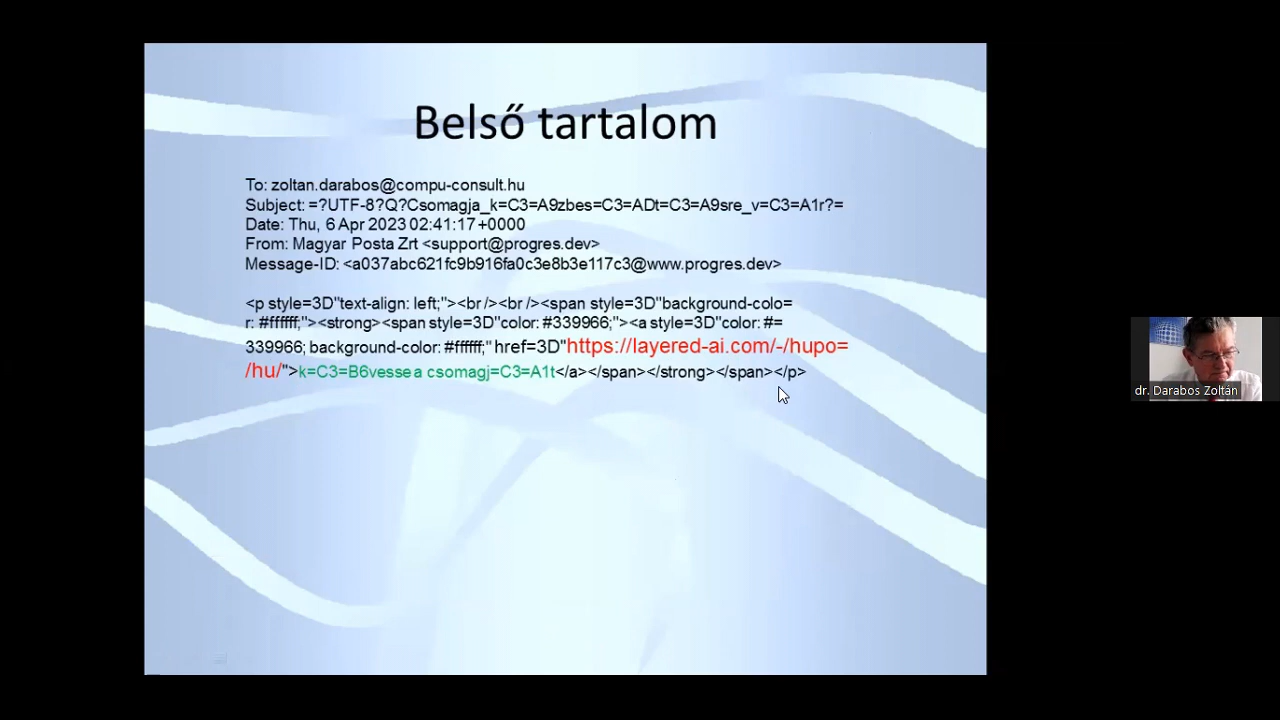 Belső tartalom
To: zoltan.darabos@compu-consult.hu
Subject: =?UTF-8?Q?Csomagja_k=C3=A9zbes=C3=ADt=C3=A9sre_v=C3=A1r?=
Date: Thu, 6 Apr 2023 02:41:17 +0000
From: Magyar Posta Zrt <support@progres.dev>
Message-ID: <a037abc621fc9b916fa0c3e8b3e117c3@www.progres.dev>
<p style=3D"text-align: left;"><br /><br /><span style=3D"background-colo=
r: #ffffff;"><strong><span style=3D"color: #339966;"><a style=3D"color: #=
339966; background-color: #ffffff;" href=3D"https://layered-ai.com/-/hupo=
/hu/">k=C3=B6vesse a csomagj=C3=A1t</a></span></strong></span></p>
dr. Darabos Zoltán